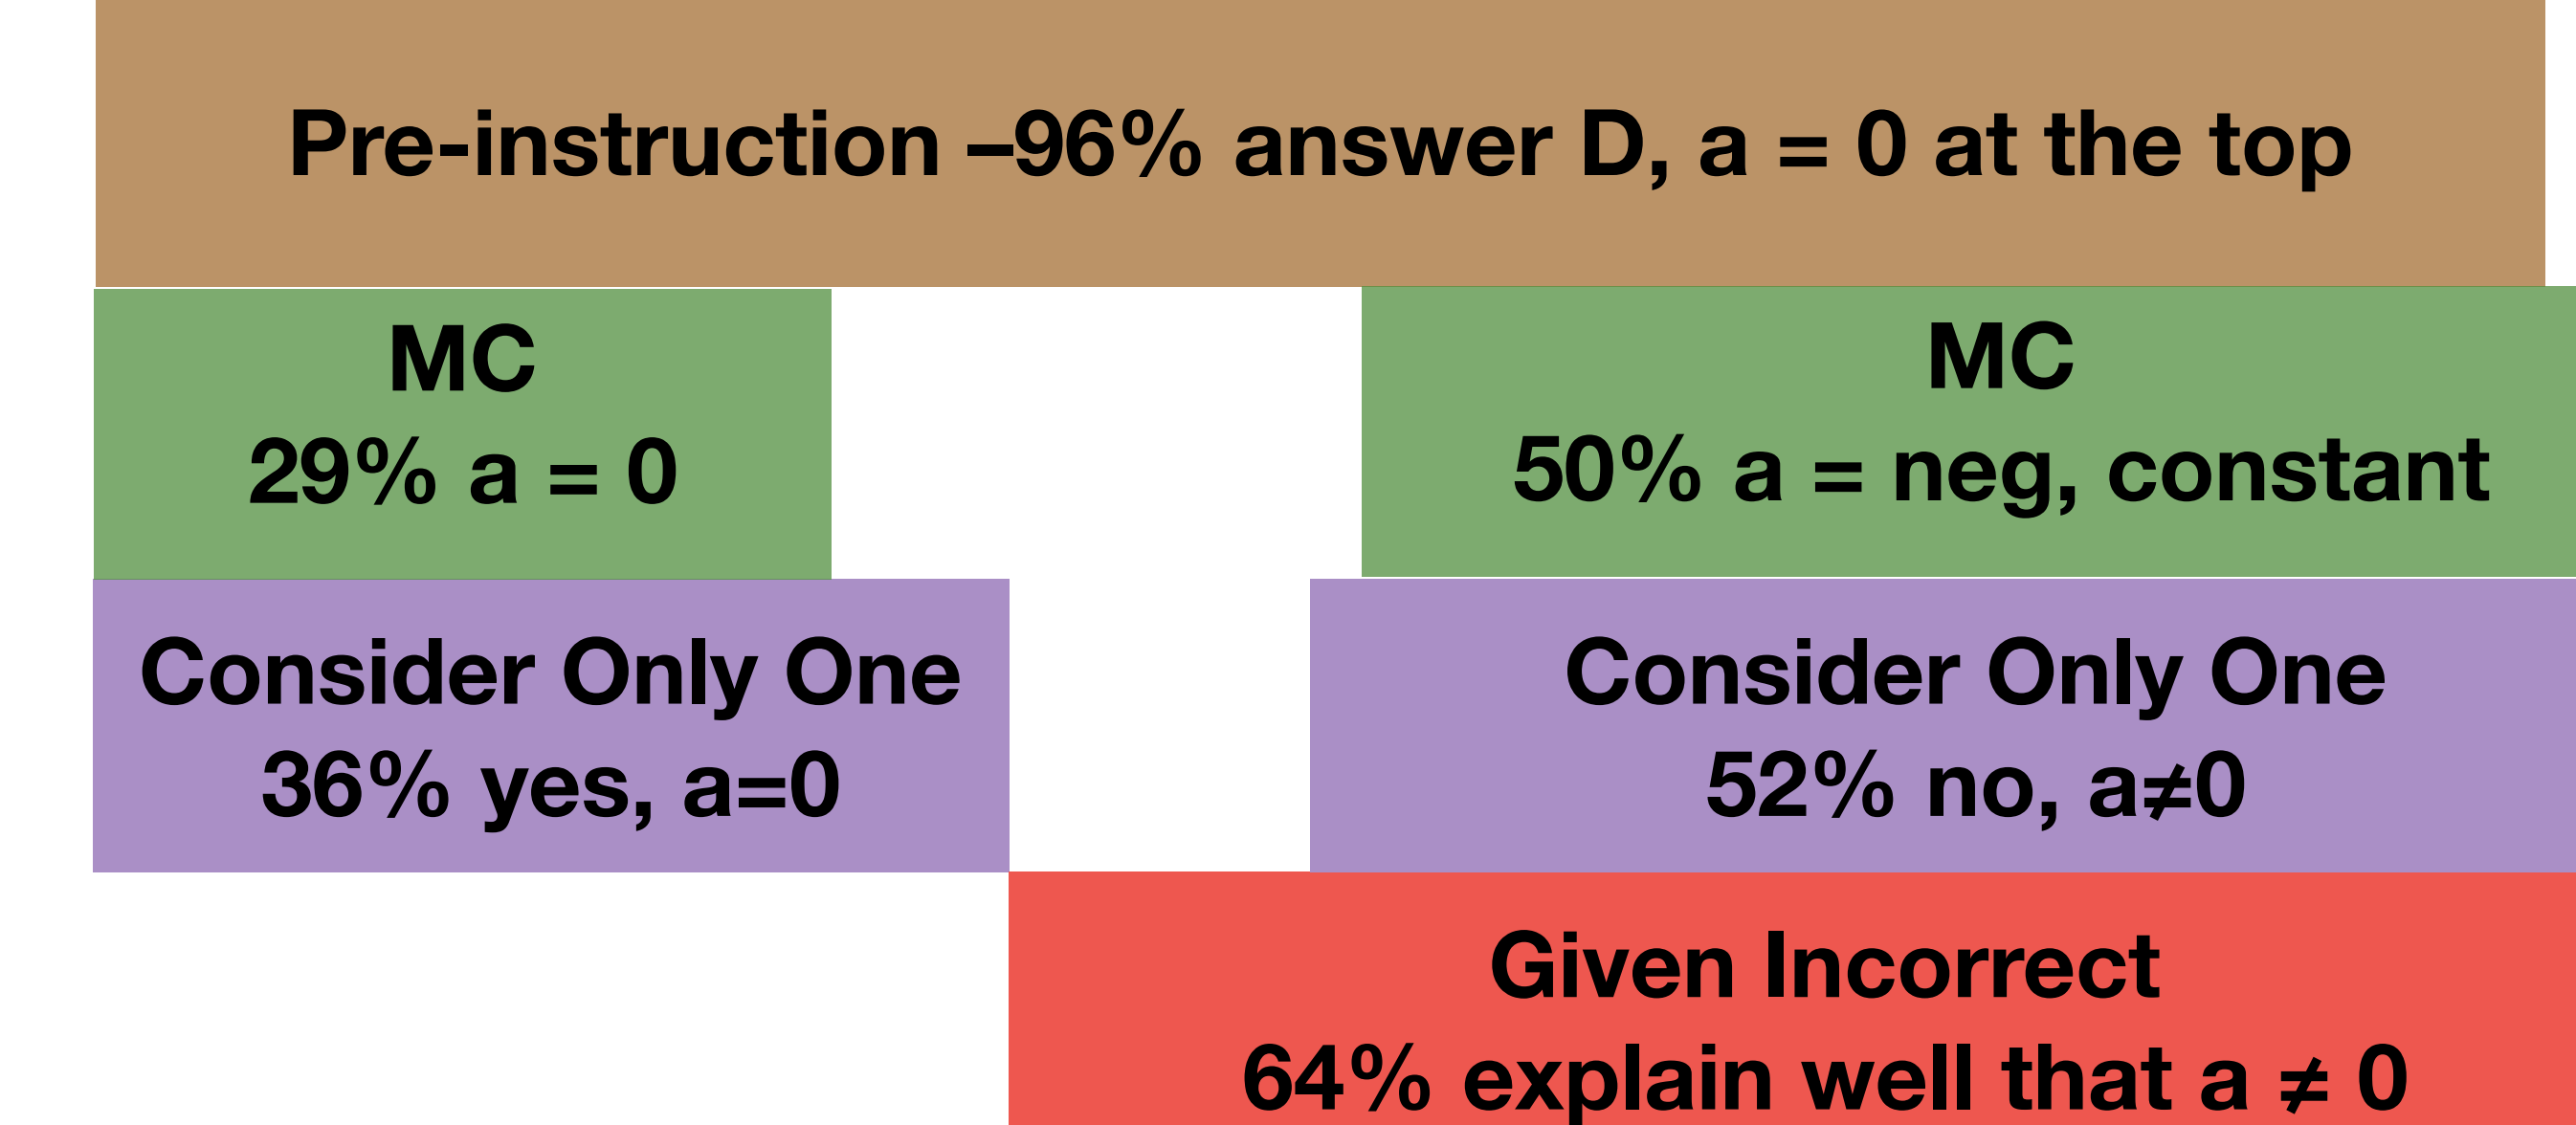 Pre-instruction –96% answer D, a = 0 at the top
MC
29% a = 0
MC
50% a = neg, constant
Consider Only One
36% yes, a=0
Consider Only One
52% no, a≠0
Given Incorrect
64% explain well that a ≠ 0